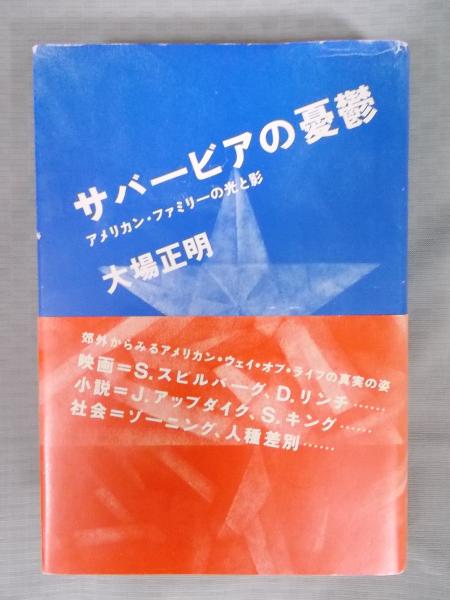 サバービアの憂鬱
アメリカン・ファミリーの光と影
大場正明
郊外からみるアメリカン・ウェイ・オブ・ライフの真実の姿
映画=S.スピルバーグ、D.リンチ……
小説=J.アップダイク、S.キング……
社会=ゾーニング、人種差別……